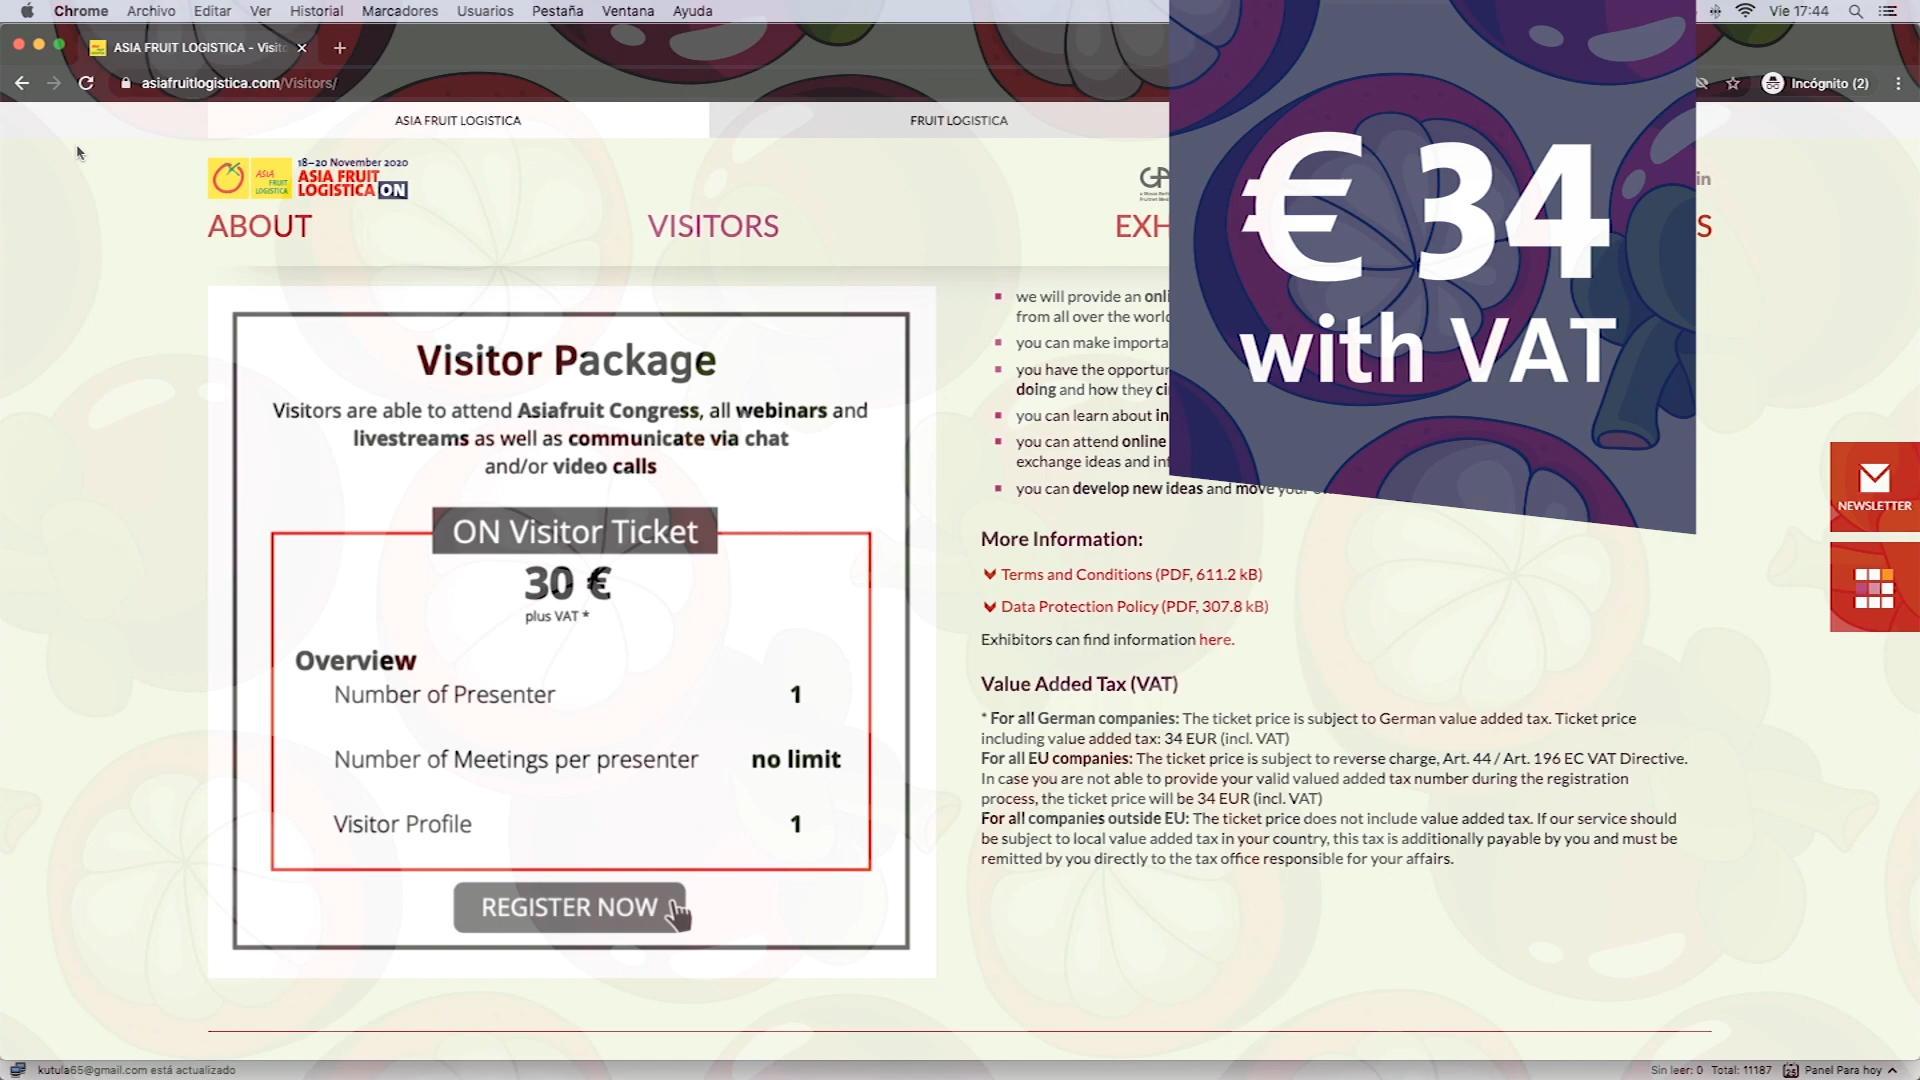 Chrome Archivo Editar Ver Historial Marcadores Usuarios Pestaña Ventana Ayuda
Vie 17:44
ASIA FRUIT LOGISTICA - Visit
asiafruitlogistica.com/Visitors/
Incógnito (2)
ASIA FRUIT LOGISTICA
FRUIT LOGISTICA
18–20 November 2020
ASIA FRUIT
LOGISTICA ON
ASIA
FRUIT
LOGISTICA
in
ABOUT
VISITORS
EXH
S
€ 34
with VAT
Visitor Package
Visitors are able to attend Asiafruit Congress, all webinars and
livestreams as well as communicate via chat
and/or video calls
ON Visitor Ticket
30 €
plus VAT *
Overview
Number of Presenter 1
Number of Meetings per presenter no limit
Visitor Profile 1
REGISTER NOW
we will provide an onli
from all over the world
you can make importa
you have the opportur
doing and how they ci
you can learn about in
you can attend online
exchange ideas and inf
you can develop new ideas and move your
More Information:
Terms and Conditions (PDF, 611.2 kB)
Data Protection Policy (PDF, 307.8 kB)
Exhibitors can find information here.
Value Added Tax (VAT)
* For all German companies: The ticket price is subject to German value added tax. Ticket price
including value added tax: 34 EUR (incl. VAT)
For all EU companies: The ticket price is subject to reverse charge, Art. 44 / Art. 196 EC VAT Directive.
In case you are not able to provide your valid valued added tax number during the registration
process, the ticket price will be 34 EUR (incl. VAT)
For all companies outside EU: The ticket price does not include value added tax. If our service should
be subject to local value added tax in your country, this tax is additionally payable by you and must be
remitted by you directly to the tax office responsible for your affairs.
NEWSLETTER
kutula65@gmail.com está actualizado
Sin leer: 0 Total: 11187 Panel Para hoy